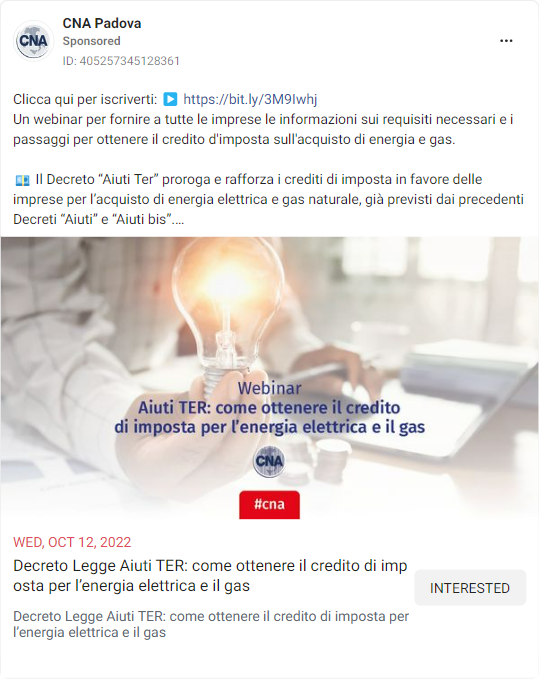 CNA Padova
Sponsored
ID: 405257345128361
CNA
Clicca qui per iscriverti: ▶️ https://bit.ly/3M9Iwhj
Un webinar per fornire a tutte le imprese le informazioni sui requisiti necessari e i
passaggi per ottenere il credito d'imposta sull'acquisto di energia e gas.
💶 Il Decreto “Aiuti Ter” proroga e rafforza i crediti di imposta in favore delle
imprese per l’acquisto di energia elettrica e gas naturale, già previsti dai precedenti
Decreti “Aiuti” e “Aiuti bis”....
Webinar
Aiuti TER: come ottenere il credito
di imposta per l'energia elettrica e il gas
CNA
#cna
WED, OCT 12, 2022
Decreto Legge Aiuti TER: come ottenere il credito di imp
osta per l’energia elettrica e il gas
INTERESTED
Decreto Legge Aiuti TER: come ottenere il credito di imposta per
l’energia elettrica e il gas